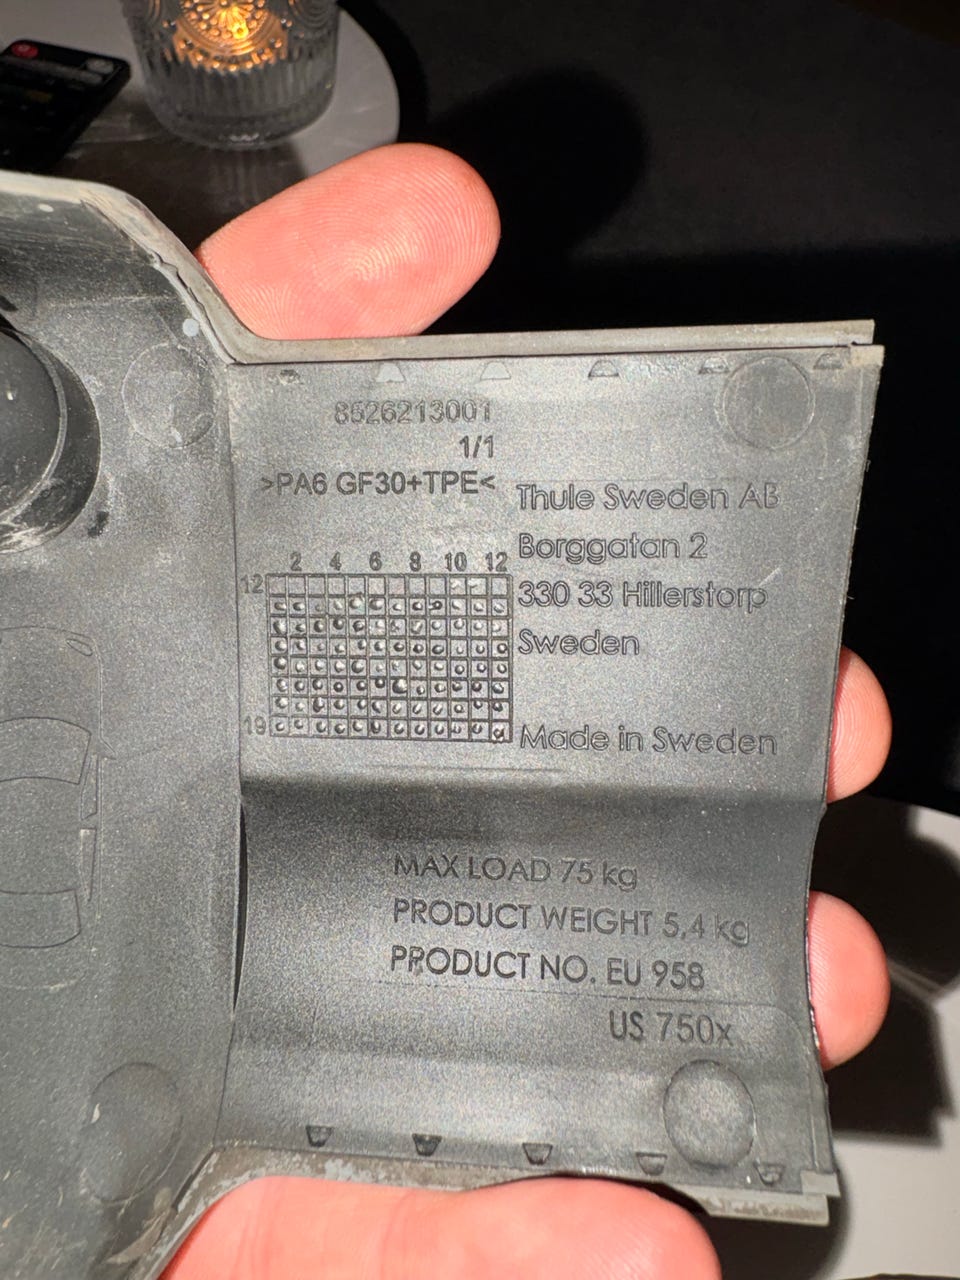 8526213001
1/1
>PA6 GF30+TPE<
Thule Sweden AB
Borggatan 2
330 33 Hillerstorp
Sweden
Made in Sweden
2 4 6 8 10 12
12
19
MAX LOAD 75 kg
PRODUCT WEIGHT 5,4 kg
PRODUCT NO. EU 958
US 750x